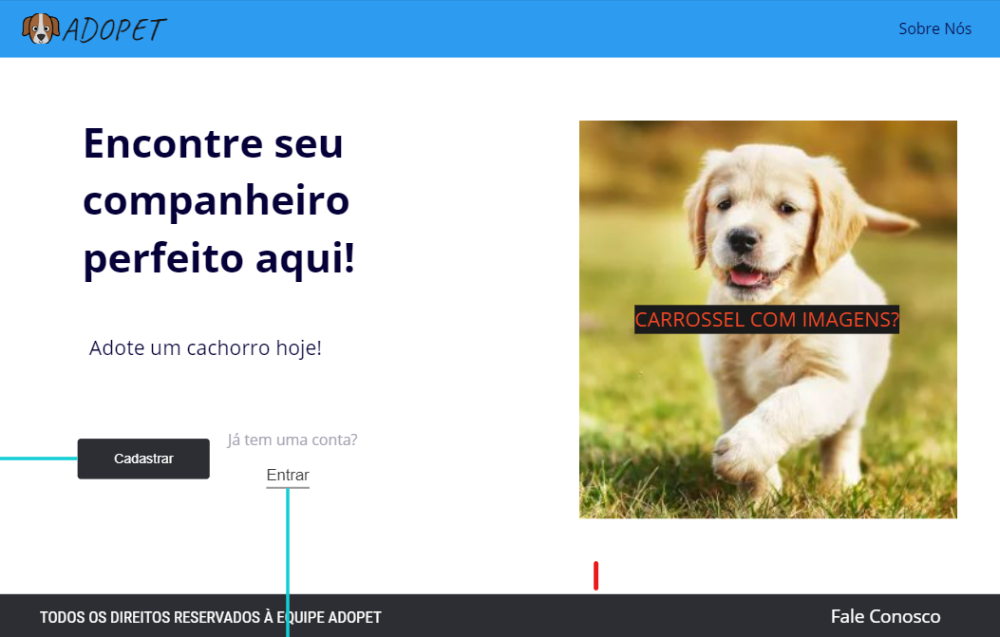 ADOPET
Sobre Nós
Encontre seu
companheiro
perfeito aqui!
CARROSSEL COM IMAGENS?
Adote um cachorro hoje!
Já tem uma conta?
Cadastrar
Entrar
TODOS OS DIREITOS RESERVADOS À EQUIPE ADOPET
Fale Conosco